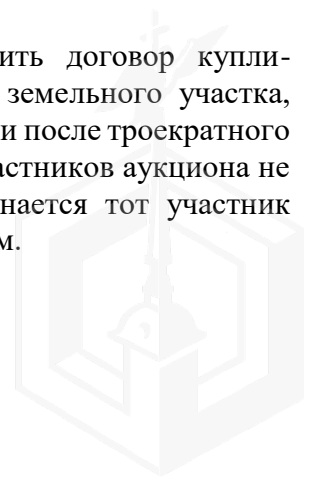 ить договор купли-
земельного участка,
и после троекратного
астников аукциона не
нается тот участник
м.